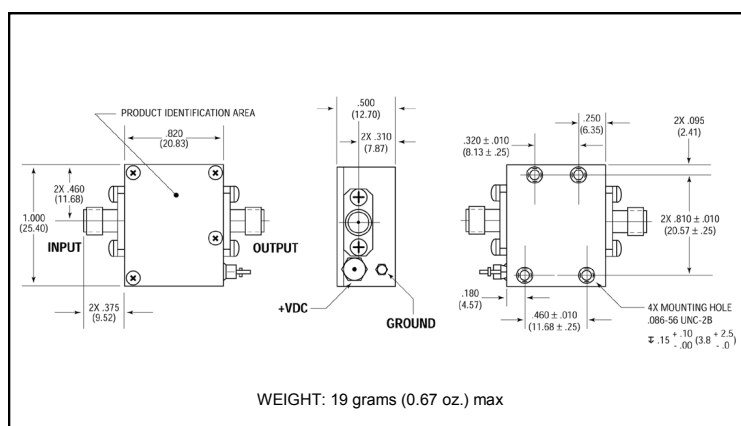 PRODUCT IDENTIFICATION AREA
.820
(20.83)
2X .460
(11.68)
1.000
(25.40)
INPUT
OUTPUT
2X .375
(9.52)
.500
(12.70)
2X .310
(7.87)
+VDC
GROUND
.250
(6.35)
2X .095
(2.41)
.320 ± .010
(8.13 ± .25)
2X .810 ± .010
(20.57 ± .25)
.180
(4.57)
.460 ± .010
(11.68 ± .25)
4X MOUNTING HOLE
.086-56 UNC-2B
↧ .15 + .10 - .00 (3.8 + 2.5 - .0)
WEIGHT: 19 grams (0.67 oz.) max